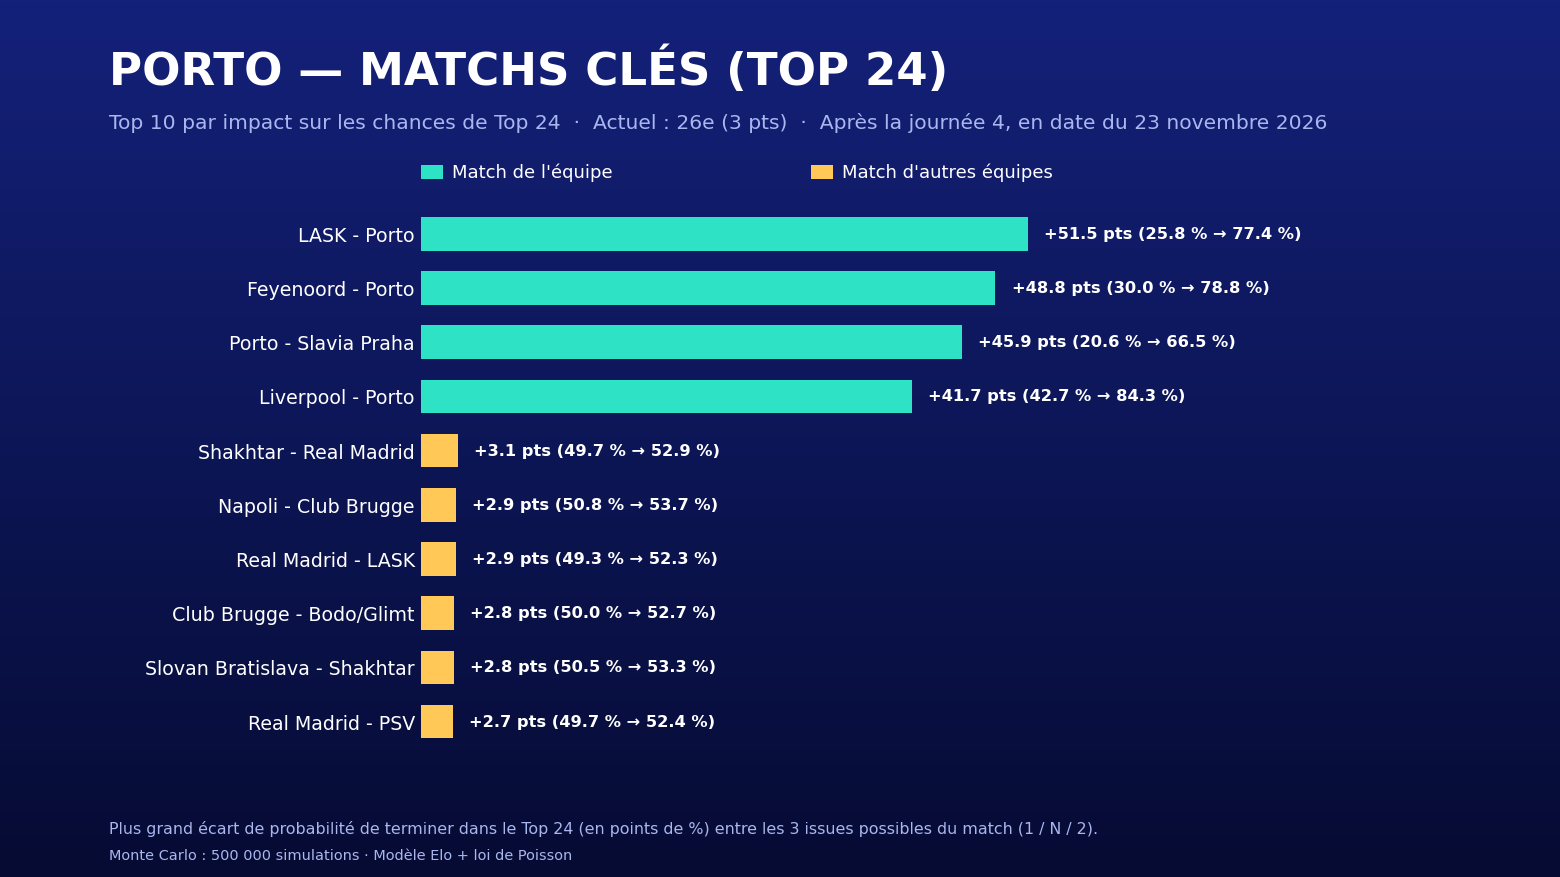 PORTO — MATCHS CLÉS (TOP 24)
Top 10 par impact sur les chances de Top 24 · Actuel : 26e (3 pts) · Après la journée 4, en date du 23 novembre 2026
Match de l'équipe
Match d'autres équipes
LASK - Porto +51.5 pts (25.8 % → 77.4 %)
Feyenoord - Porto +48.8 pts (30.0 % → 78.8 %)
Porto - Slavia Praha +45.9 pts (20.6 % → 66.5 %)
Liverpool - Porto +41.7 pts (42.7 % → 84.3 %)
Shakhtar - Real Madrid +3.1 pts (49.7 % → 52.9 %)
Napoli - Club Brugge +2.9 pts (50.8 % → 53.7 %)
Real Madrid - LASK +2.9 pts (49.3 % → 52.3 %)
Club Brugge - Bodo/Glimt +2.8 pts (50.0 % → 52.7 %)
Slovan Bratislava - Shakhtar +2.8 pts (50.5 % → 53.3 %)
Real Madrid - PSV +2.7 pts (49.7 % → 52.4 %)
Plus grand écart de probabilité de terminer dans le Top 24 (en points de %) entre les 3 issues possibles du match (1 / N / 2).
Monte Carlo : 500 000 simulations · Modèle Elo + loi de Poisson